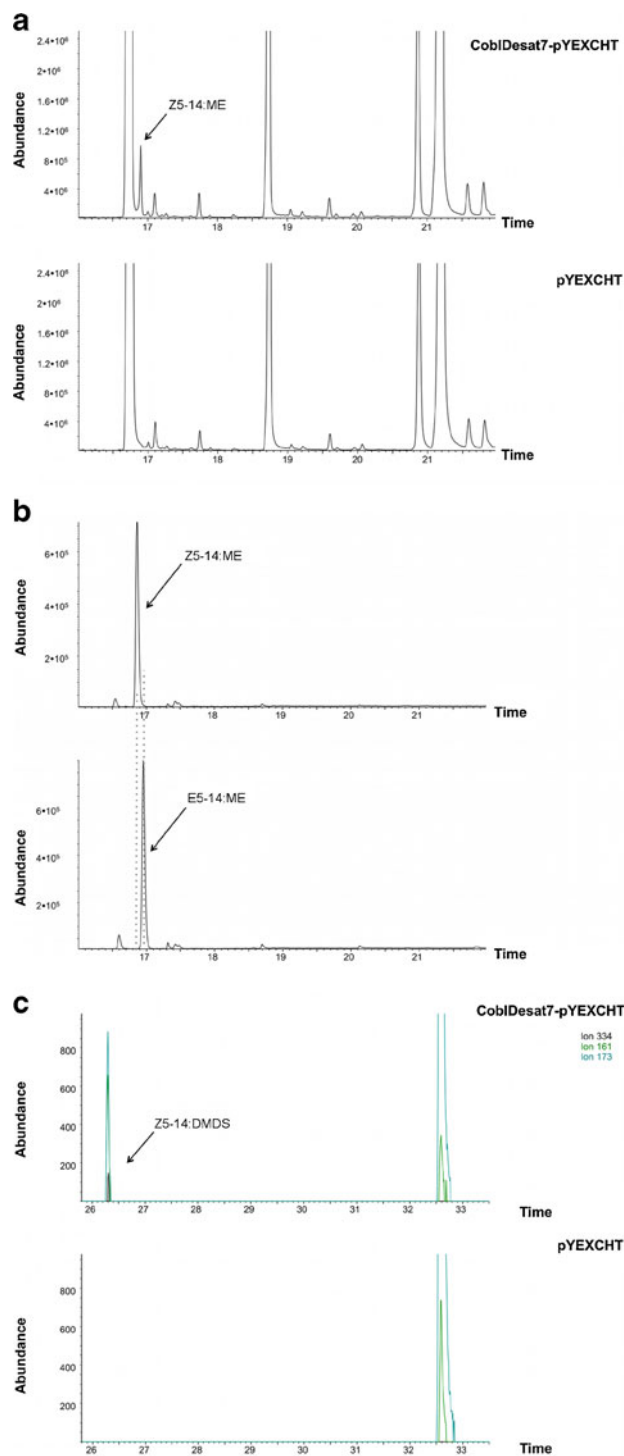 a
CobIDesat7-pYEXCHT
Abundance
2.4•10⁶
2•10⁶
1.6•10⁶
1.2•10⁶
8•10⁵
4•10⁶
Z5-14:ME
17 18 19 20 21
Time
pYEXCHT
Abundance
2.4•10⁶
2•10⁶
1.6•10⁶
1.2•10⁶
8•10⁵
4•10⁶
17 18 19 20 21
Time
b
Abundance
6•10⁵
4•10⁵
2•10⁵
Z5-14:ME
17 18 19 20 21
Time
Abundance
6•10⁵
4•10⁵
2•10⁵
E5-14:ME
17 18 19 20 21
Time
c
CobIDesat7-pYEXCHT
Ion 334
Ion 161
Ion 173
Abundance
800
600
400
200
Z5-14:DMDS
26 27 28 29 30 31 32 33
Time
pYEXCHT
Abundance
800
600
400
200
26 27 28 29 30 31 32 33
Time